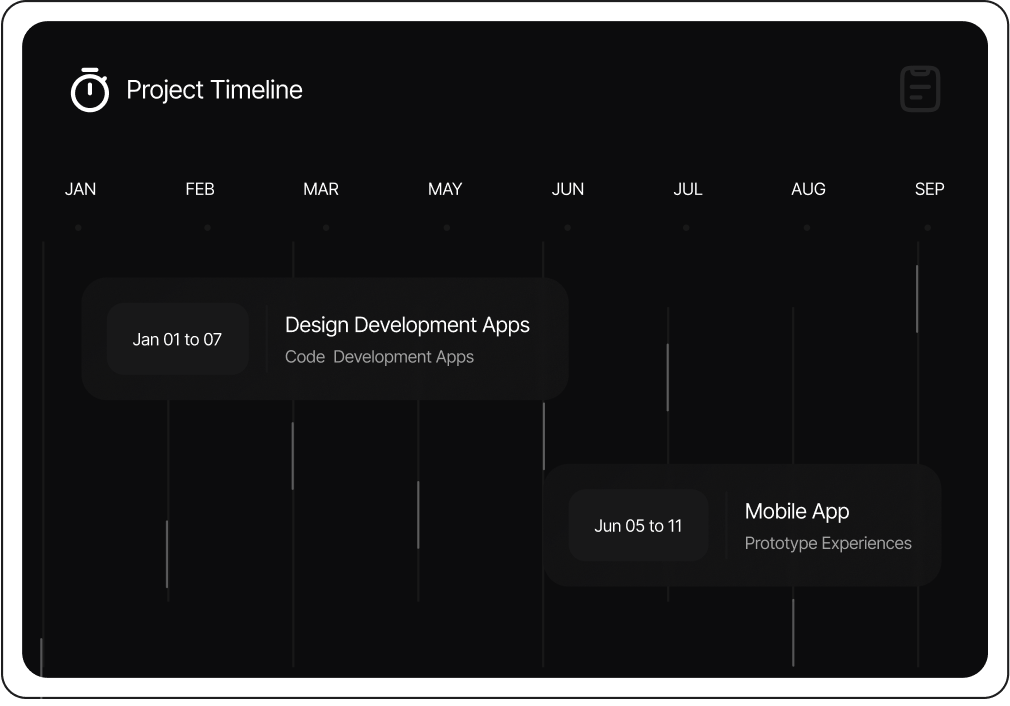 Project Timeline
JAN FEB MAR MAY JUN JUL AUG SEP
Jan 01 to 07
Design Development Apps
Code Development Apps
Jun 05 to 11
Mobile App
Prototype Experiences